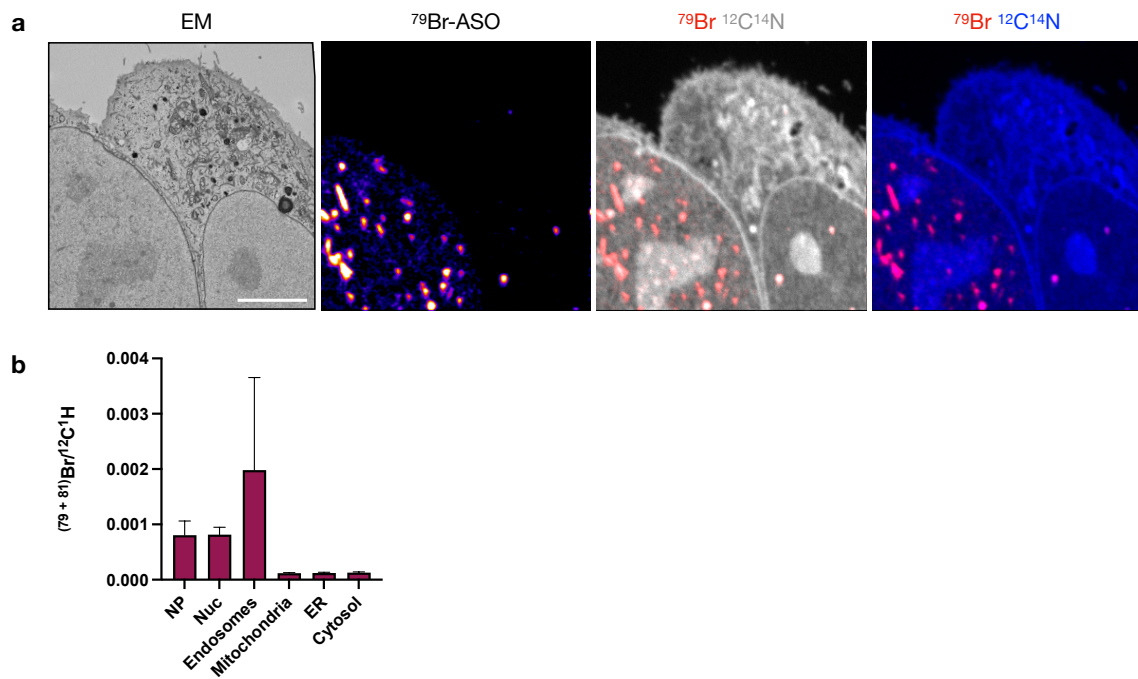 a
EM
⁷⁹Br-ASO
⁷⁹Br ¹²C¹⁴N
⁷⁹Br ¹²C¹⁴N
b
⁽⁷⁹ ⁺ ⁸¹⁾Br/¹²C¹H
0.004
0.003
0.002
0.001
0.000
NP
Nuc
Endosomes
Mitochondria
ER
Cytosol